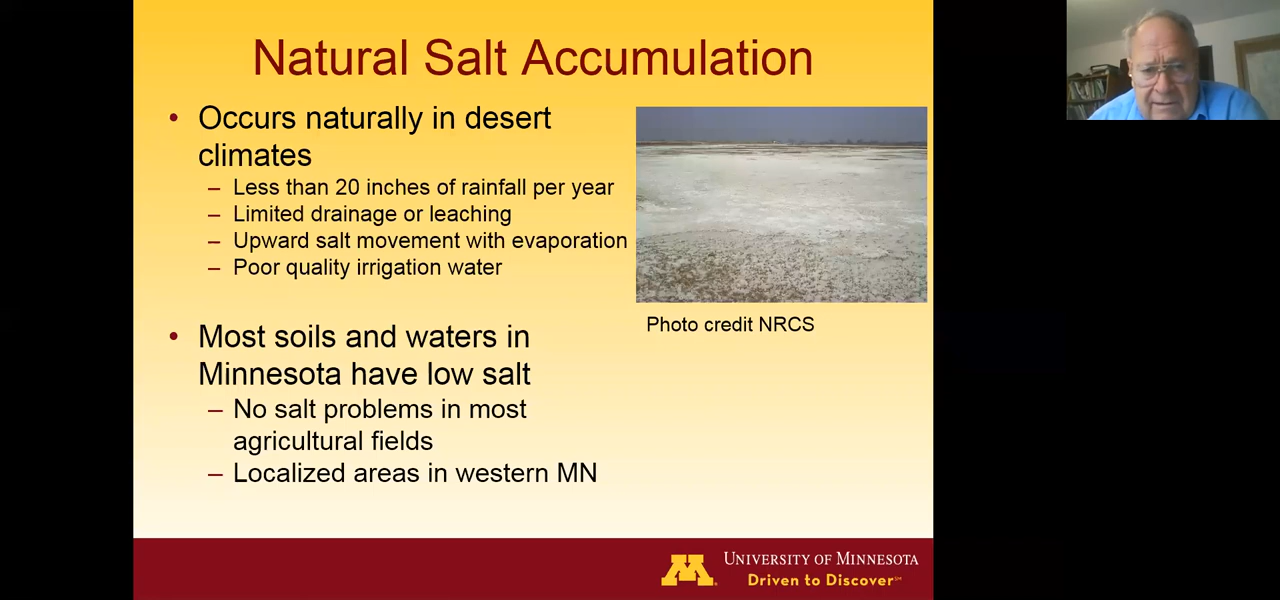 Natural Salt Accumulation
• Occurs naturally in desert
climates
– Less than 20 inches of rainfall per year
– Limited drainage or leaching
– Upward salt movement with evaporation
– Poor quality irrigation water
Photo credit NRCS
• Most soils and waters in
Minnesota have low salt
– No salt problems in most
agricultural fields
– Localized areas in western MN
M
University of Minnesota
Driven to Discover℠